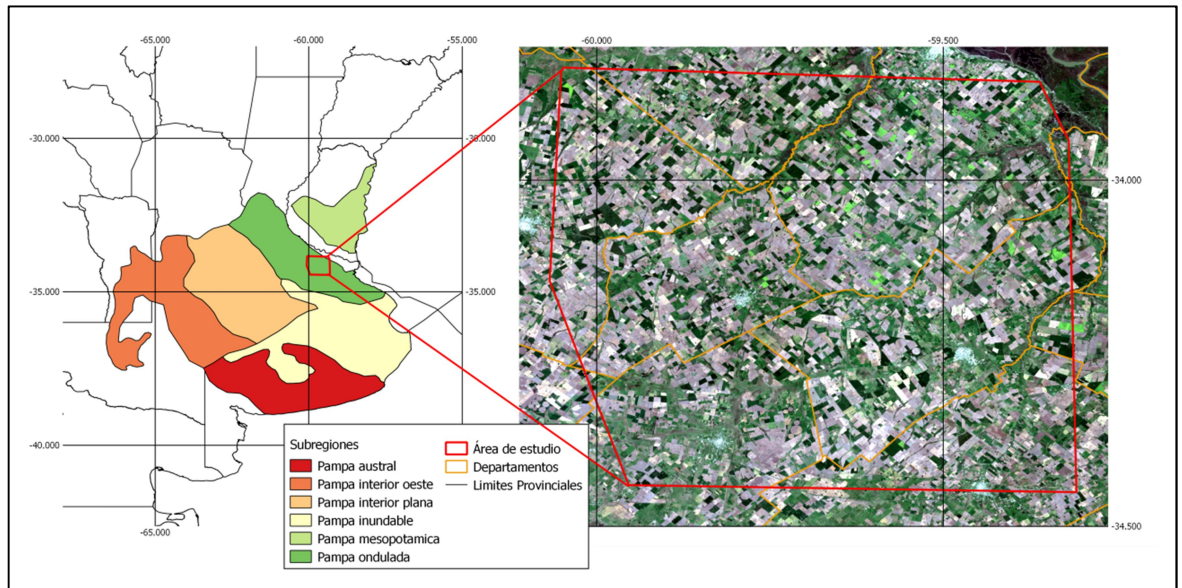 -65.000
-60.000
-55.000
-60.000
-59.500
-30.000
-30.000
-34.000
-35.000
-35.000
-40.000
-40.000
-34.500
-65.000
Subregiones
Pampa austral
Pampa interior oeste
Pampa interior plana
Pampa inundable
Pampa mesopotamica
Pampa ondulada
Área de estudio
Departamentos
Limites Provinciales